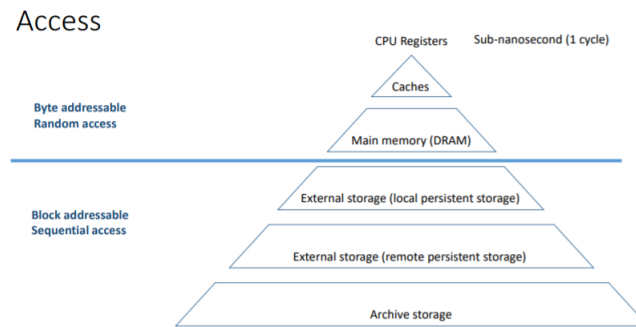 Access
CPU Registers
Sub-nanosecond (1 cycle)
Caches
Byte addressable
Random access
Main memory (DRAM)
External storage (local persistent storage)
Block addressable
Sequential access
External storage (remote persistent storage)
Archive storage